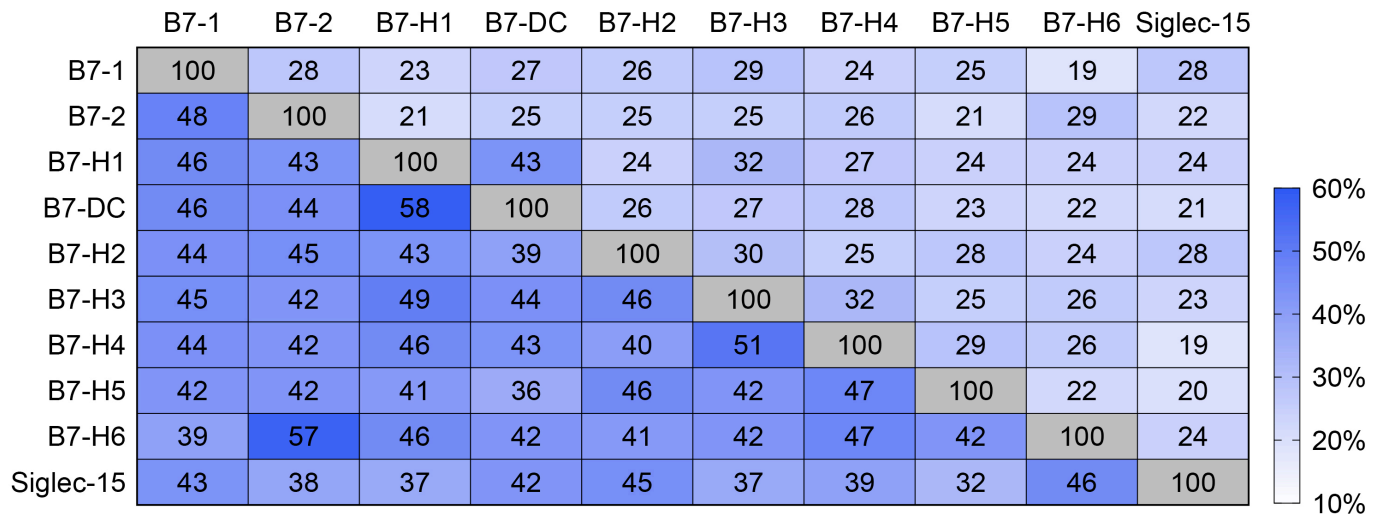 B7-1 B7-2 B7-H1 B7-DC B7-H2 B7-H3 B7-H4 B7-H5 B7-H6 Siglec-15
B7-1 100 28 23 27 26 29 24 25 19 28
B7-2 48 100 21 25 25 25 26 21 29 22
B7-H1 46 43 100 43 24 32 27 24 24 24
B7-DC 46 44 58 100 26 27 28 23 22 21
B7-H2 44 45 43 39 100 30 25 28 24 28
B7-H3 45 42 49 44 46 100 32 25 26 23
B7-H4 44 42 46 43 40 51 100 29 26 19
B7-H5 42 42 41 36 46 42 47 100 22 20
B7-H6 39 57 46 42 41 42 47 42 100 24
Siglec-15 43 38 37 42 45 37 39 32 46 100
60%
50%
40%
30%
20%
10%